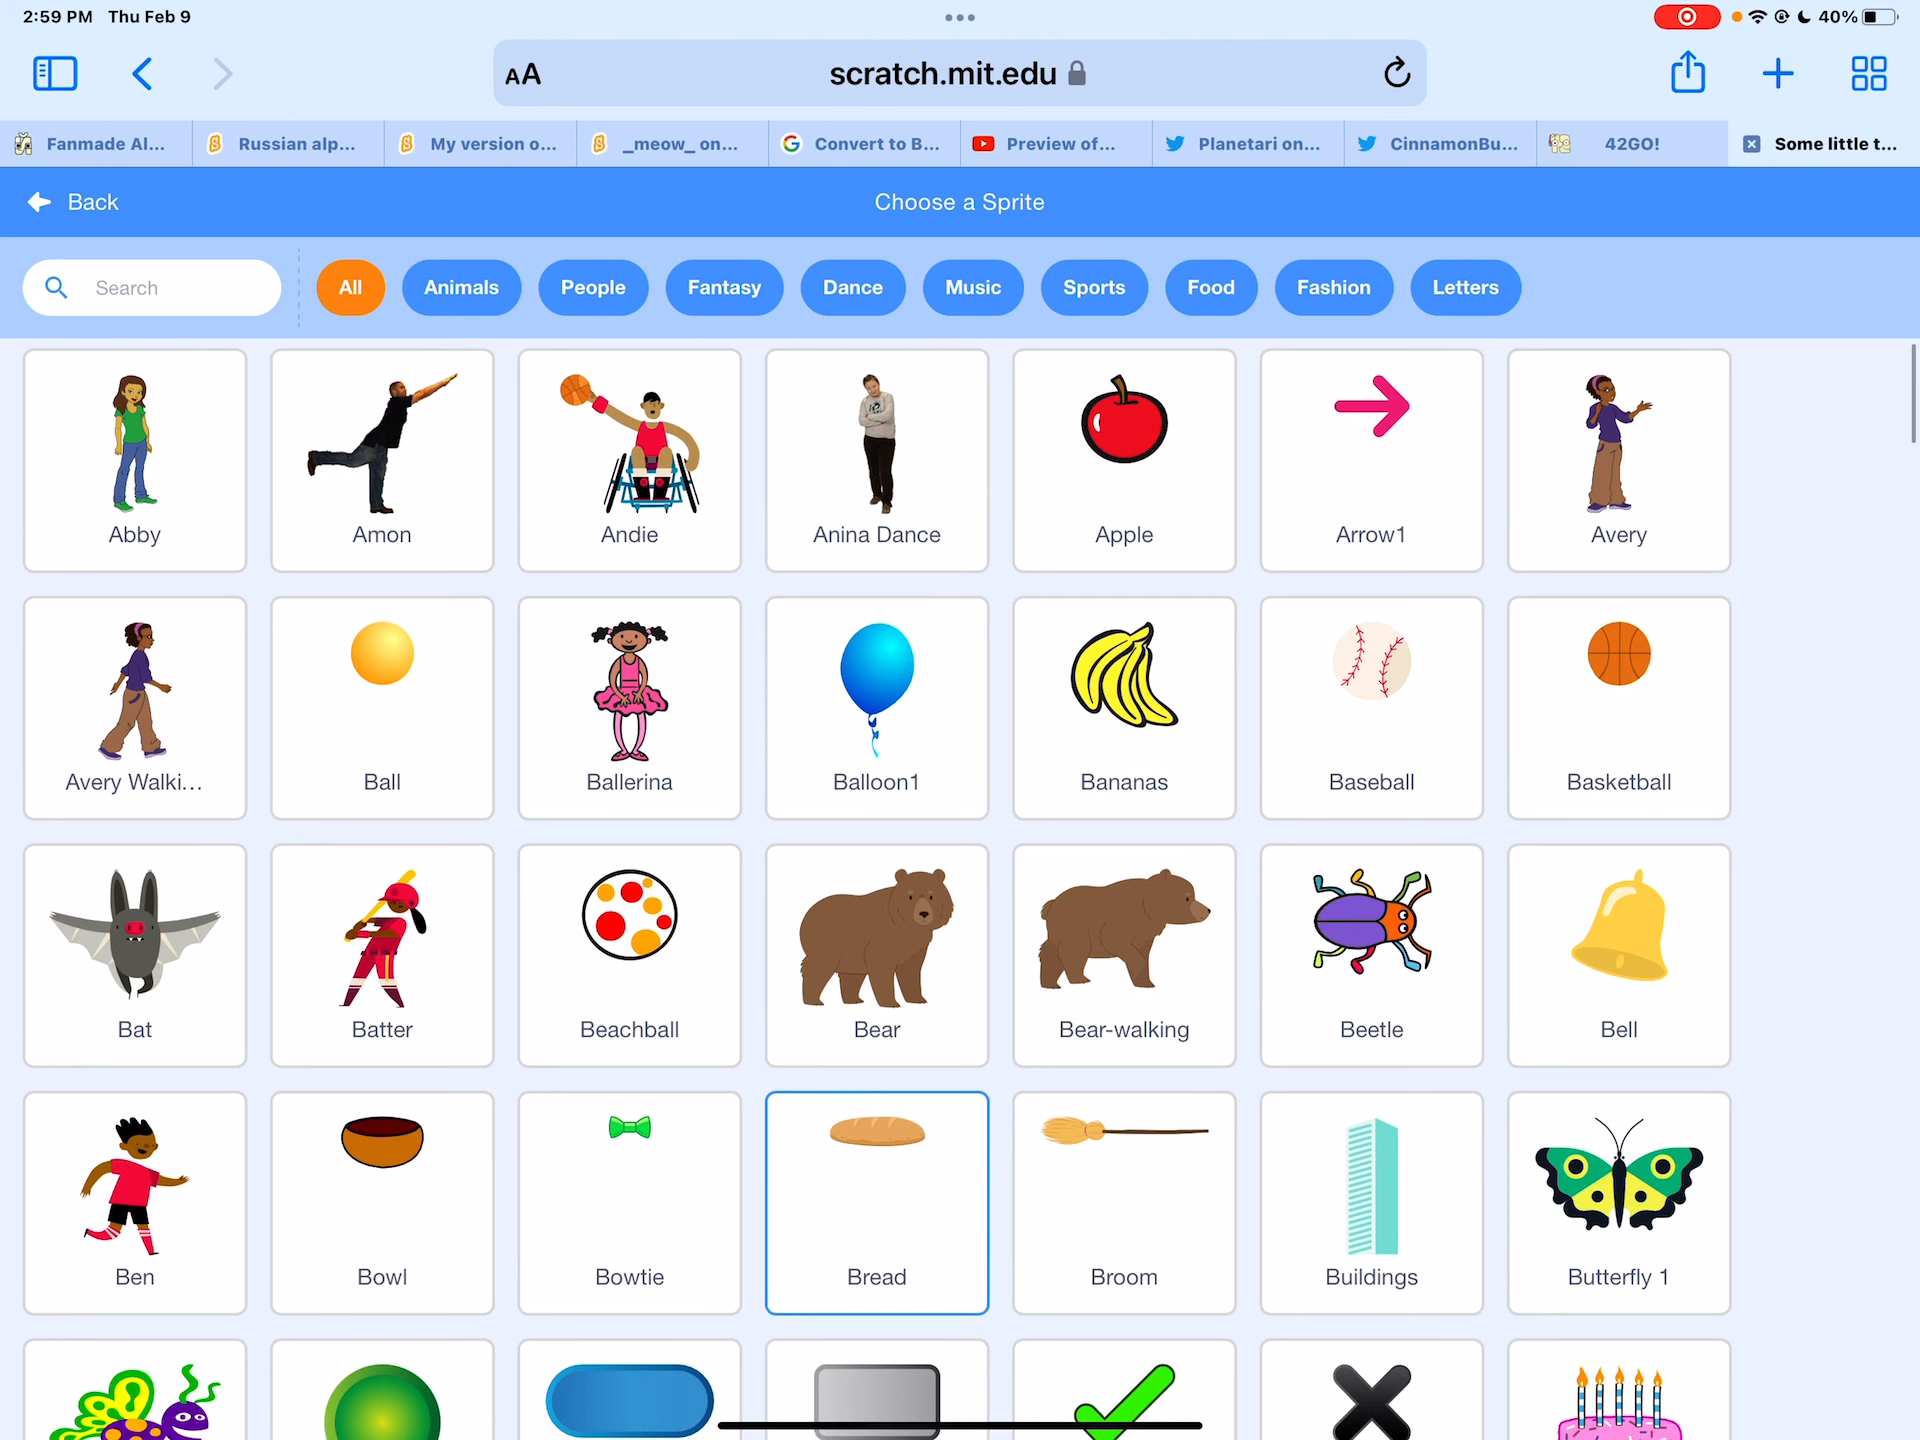 2:59 PM Thu Feb 9
40%
AA scratch.mit.edu
Fanmade Al... Russian alp... My version o... _meow_ on... Convert to B... Preview of... Planetari on... CinnamonBu... 42GO! Some little t...
Back Choose a Sprite
Search All Animals People Fantasy Dance Music Sports Food Fashion Letters
Abby Amon Andie Anina Dance Apple Arrow1 Avery
Avery Walki... Ball Ballerina Balloon1 Bananas Baseball Basketball
Bat Batter Beachball Bear Bear-walking Beetle Bell
Ben Bowl Bowtie Bread Broom Buildings Butterfly 1